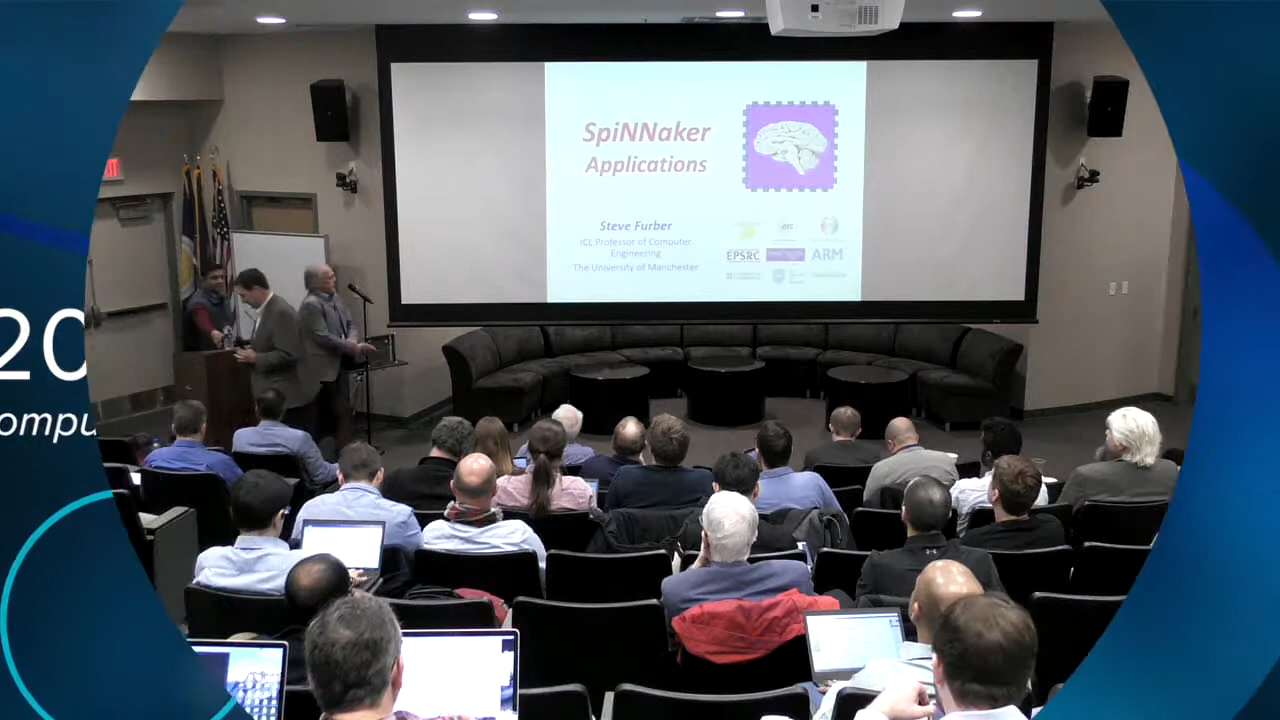 SpiNNaker
Applications
Steve Furber
ICL Professor of Computer
Engineering
The University of Manchester
EPSRC
ARM
20
ompu